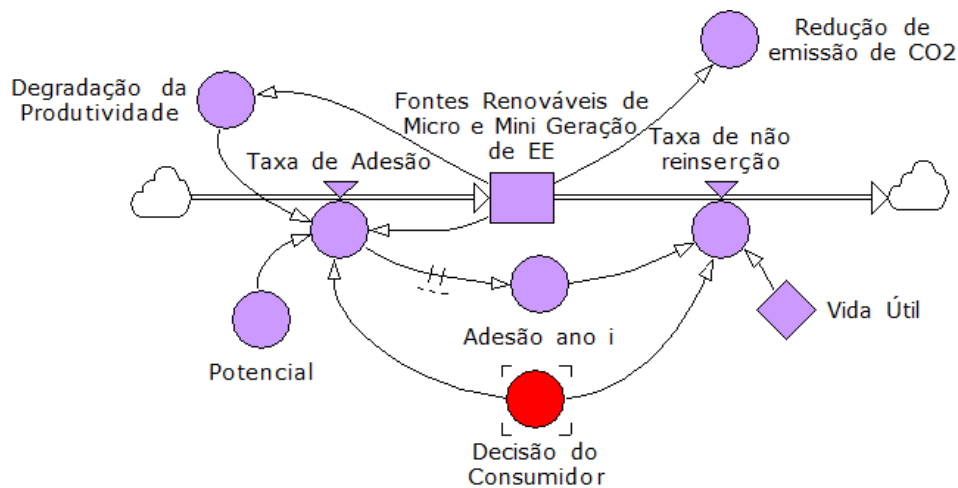 Redução de
emissão de CO2
Degradação da
Produtividade
Fontes Renováveis de
Micro e Mini Geração
de EE
Taxa de Adesão
Taxa de não
reinserção
Adesão ano i
Vida Útil
Potencial
Decisão do
Consumidor